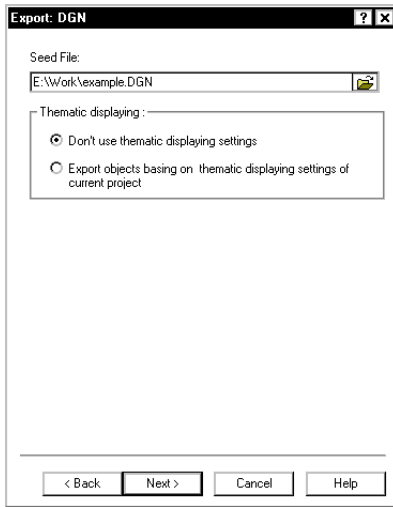 Export: DGN
Seed File:
E:\Work\example.DGN
Thematic displaying :
Don't use thematic displaying settings
Export objects basing on thematic displaying settings of
current project
< Back
Next >
Cancel
Help